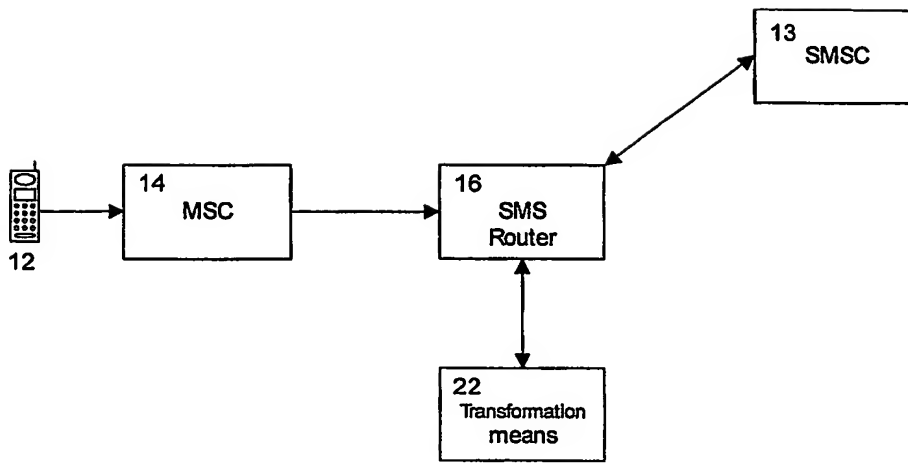 13
SMSC
14
MSC
16
SMS
Router
12
22
Transformation
means